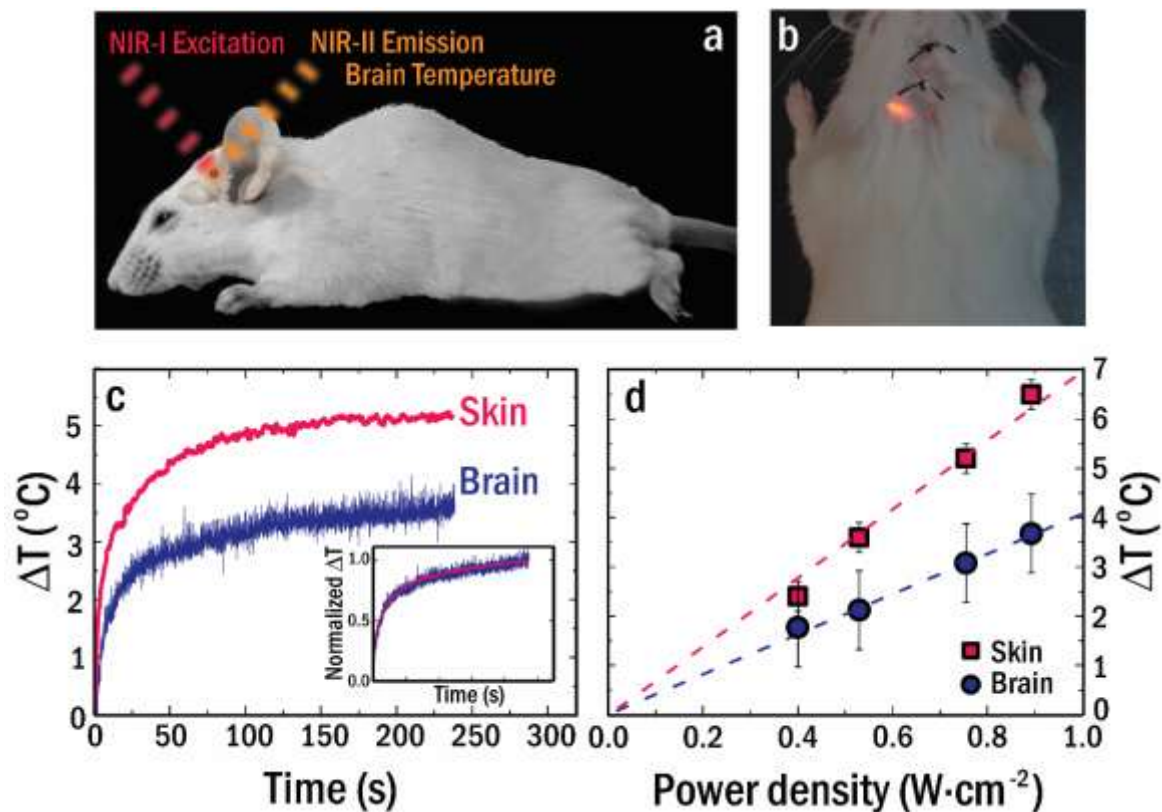 NIR-I Excitation
NIR-II Emission
Brain Temperature
a
b
c
Skin
Brain
ΔT (°C)
5
4
3
2
1
0
0 50 100 150 200 250 300
Time (s)
Normalized ΔT
1.0
0.5
0.0
Time (s)
d
Skin
Brain
7
6
5
4
3
2
1
0
ΔT (°C)
0.0 0.2 0.4 0.6 0.8 1.0
Power density (W·cm⁻²)